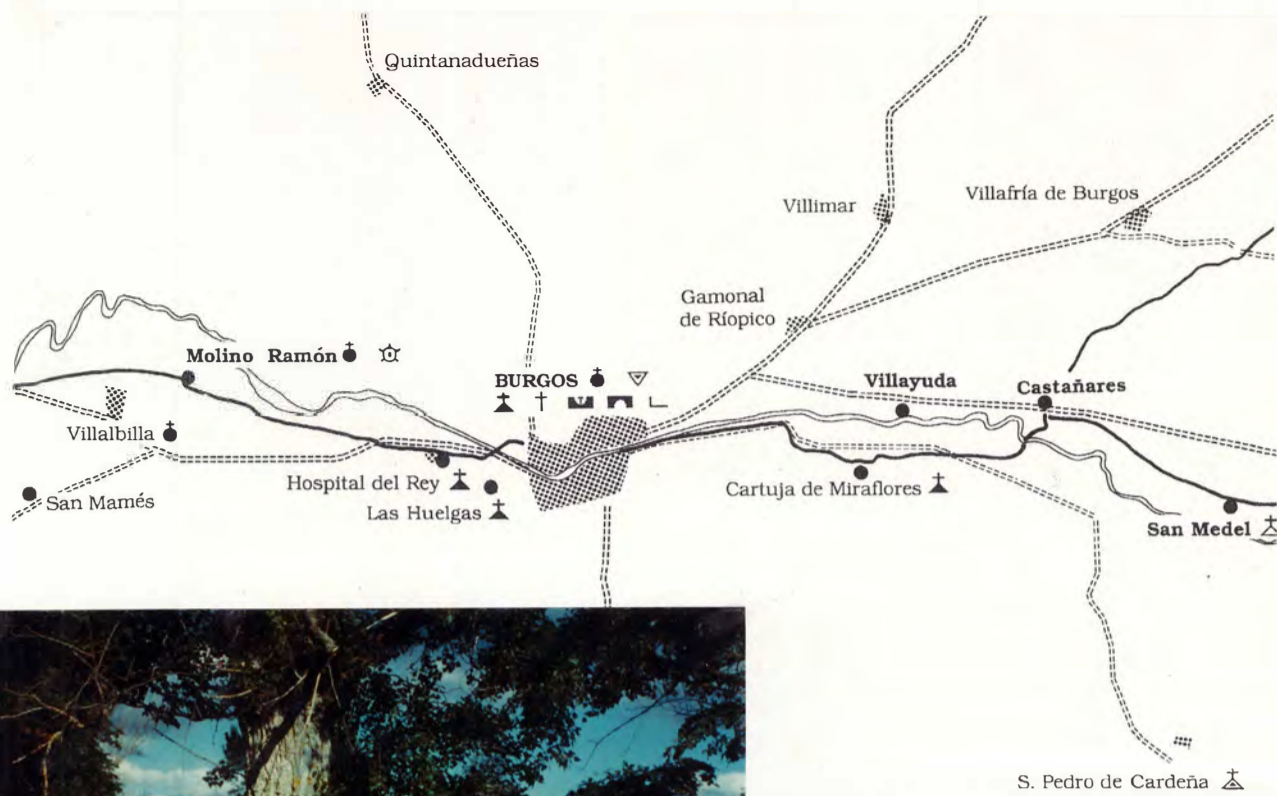 Quintanadueñas
Villimar
Villafría de Burgos
Gamonal
de Ríopico
Molino Ramón
BURGOS
Villayuda
Castañares
Villalbilla
Hospital del Rey
Cartuja de Miraflores
San Mamés
Las Huelgas
San Medel
S. Pedro de Cardeña